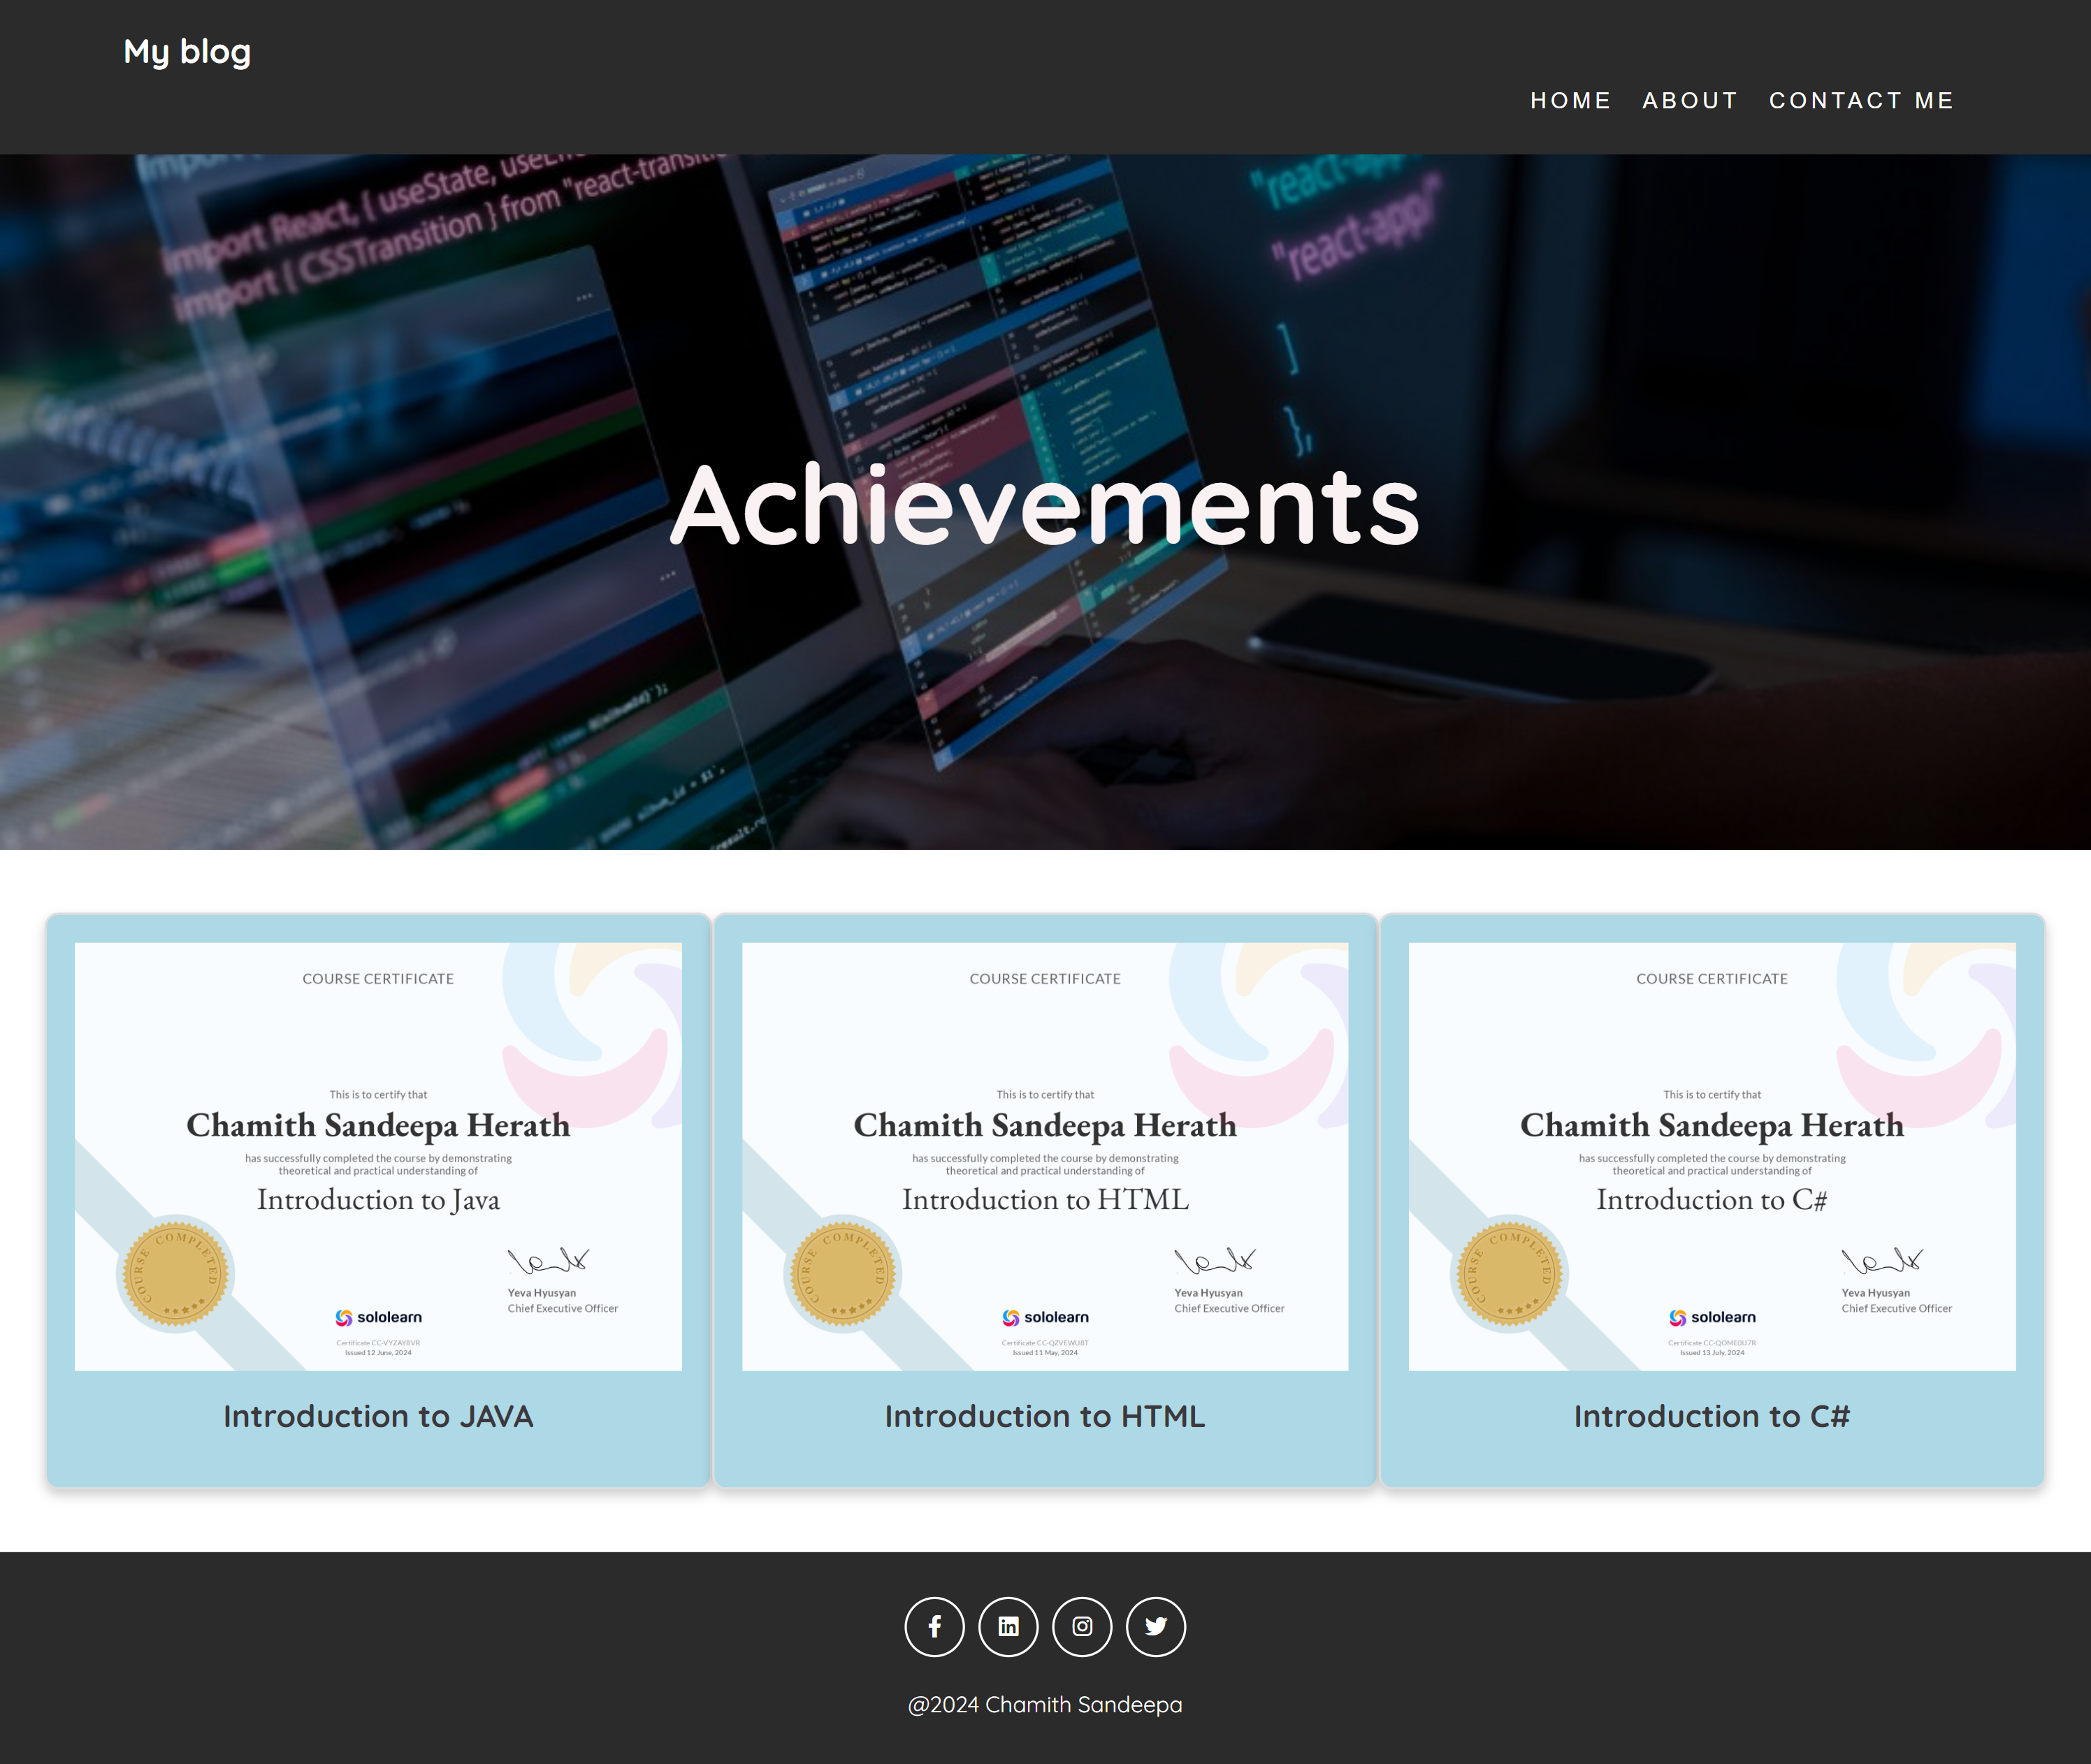 My blog
HOME ABOUT CONTACT ME
import React, { useState, useEff
import { CSSTransition } from "react-transiti
"react-app
"react-app/"
]
},
Achievements
COURSE CERTIFICATE
This is to certify that
Chamith Sandeepa Herath
has successfully completed the course by demonstrating
theoretical and practical understanding of
Introduction to Java
COURSE COMPLETED
Yeva Hyusyan
Chief Executive Officer
sololearn
Certificate CC-VYZAY8VR
Issued 12 June, 2024
Introduction to JAVA
COURSE CERTIFICATE
This is to certify that
Chamith Sandeepa Herath
has successfully completed the course by demonstrating
theoretical and practical understanding of
Introduction to HTML
COURSE COMPLETED
Yeva Hyusyan
Chief Executive Officer
sololearn
Certificate CC-QZVEWU8T
Issued 11 May, 2024
Introduction to HTML
COURSE CERTIFICATE
This is to certify that
Chamith Sandeepa Herath
has successfully completed the course by demonstrating
theoretical and practical understanding of
Introduction to C#
COURSE COMPLETED
Yeva Hyusyan
Chief Executive Officer
sololearn
Certificate CC-QOME0U7R
Issued 13 July, 2024
Introduction to C#
@2024 Chamith Sandeepa